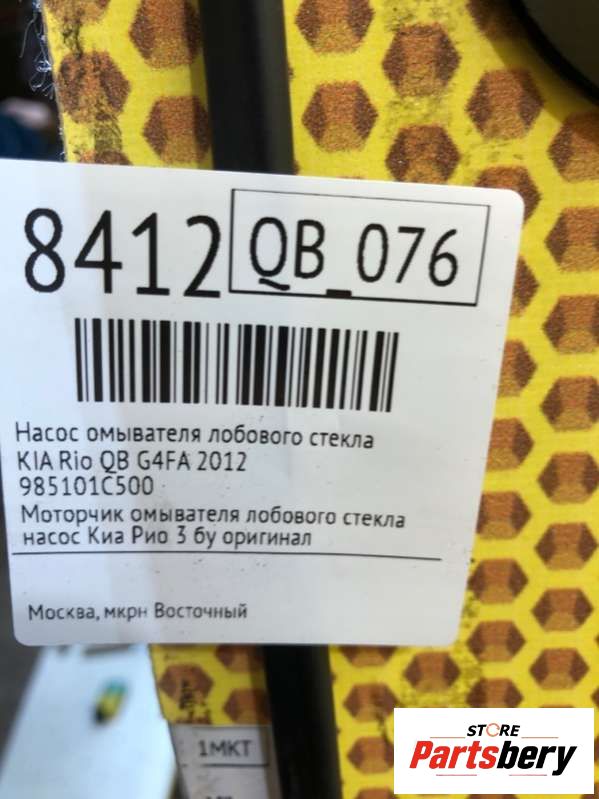 8412 QB_076
Насос омывателя лобового стекла
KIA Rio QB G4FA 2012
985101C500
Моторчик омывателя лобового стекла
насос Киа Рио 3 бу оригинал
Москва, мкрн Восточный
1МКТ
STORE
Partsbery